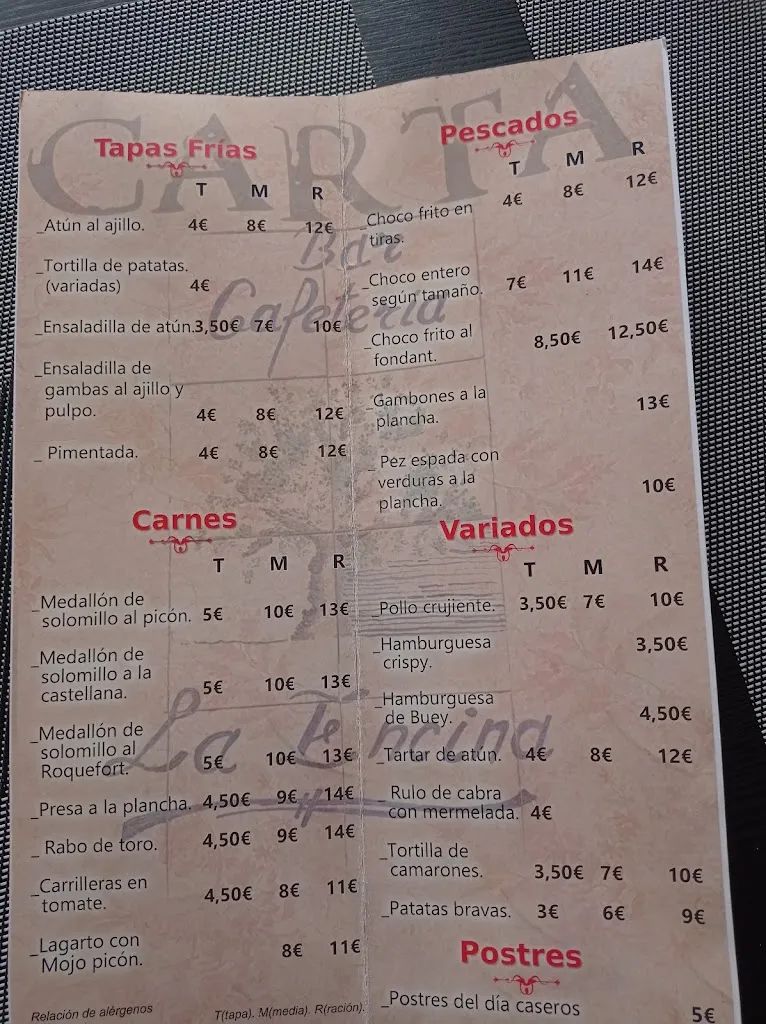 CARTA
Bar
Cafetería
La Encina
Tapas Frías
T M R
_Atún al ajillo. 4€ 8€ 12€
_Tortilla de patatas.
(variadas) 4€
_Ensaladilla de atún. 3,50€ 7€ 10€
_Ensaladilla de
gambas al ajillo y
pulpo. 4€ 8€ 12€
_ Pimentada. 4€ 8€ 12€
Carnes
T M R
_Medallón de
solomillo al picón. 5€ 10€ 13€
_Medallón de
solomillo a la
castellana. 5€ 10€ 13€
_Medallón de
solomillo al
Roquefort. 5€ 10€ 13€
_Presa a la plancha. 4,50€ 9€ 14€
_ Rabo de toro. 4,50€ 9€ 14€
_Carrilleras en
tomate. 4,50€ 8€ 11€
_Lagarto con
Mojo picón. 8€ 11€
Relación de alérgenos T(tapa). M(media). R(ración).
Pescados
T M R
_Choco frito en
tiras. 4€ 8€ 12€
_Choco entero
según tamaño. 7€ 11€ 14€
_Choco frito al
fondant. 8,50€ 12,50€
_Gambones a la
plancha. 13€
_ Pez espada con
verduras a la
plancha. 10€
Variados
T M R
_Pollo crujiente. 3,50€ 7€ 10€
_Hamburguesa
crispy. 3,50€
_Hamburguesa
de Buey. 4,50€
_Tartar de atún. 4€ 8€ 12€
_ Rulo de cabra
con mermelada. 4€
_Tortilla de
camarones. 3,50€ 7€ 10€
_Patatas bravas. 3€ 6€ 9€
Postres
_Postres del día caseros 5€